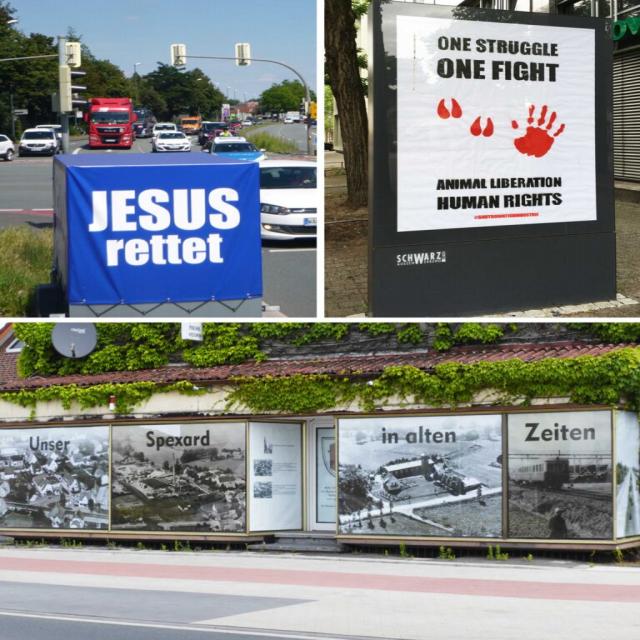 JESUS
rettet
ONE STRUGGLE
ONE FIGHT
ANIMAL LIBERATION
HUMAN RIGHTS
SCHWARZ
Unser
Spexard
in alten
Zeiten